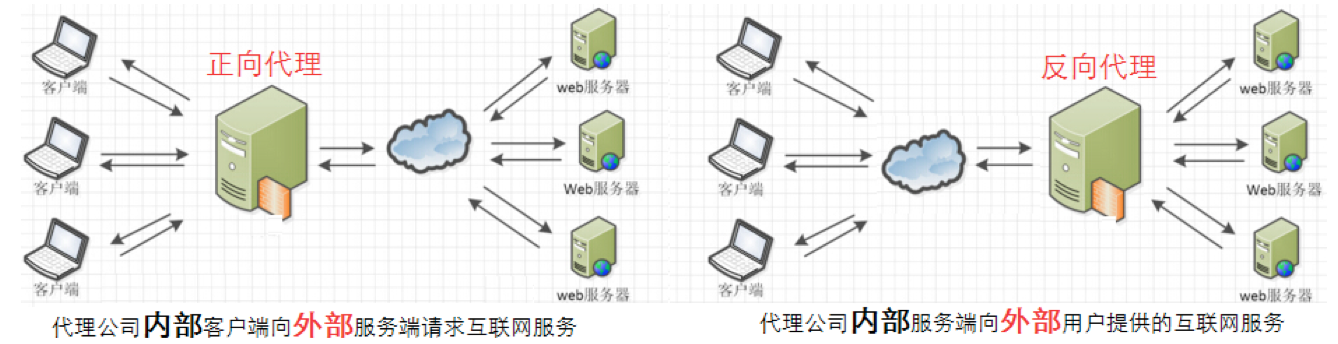 正向代理
客户端
web服务器
客户端
Web服务器
客户端
web服务器
代理公司内部客户端向外部服务端请求互联网服务
反向代理
客户端
web服务器
客户端
Web服务器
客户端
web服务器
代理公司内部服务端向外部用户提供的互联网服务